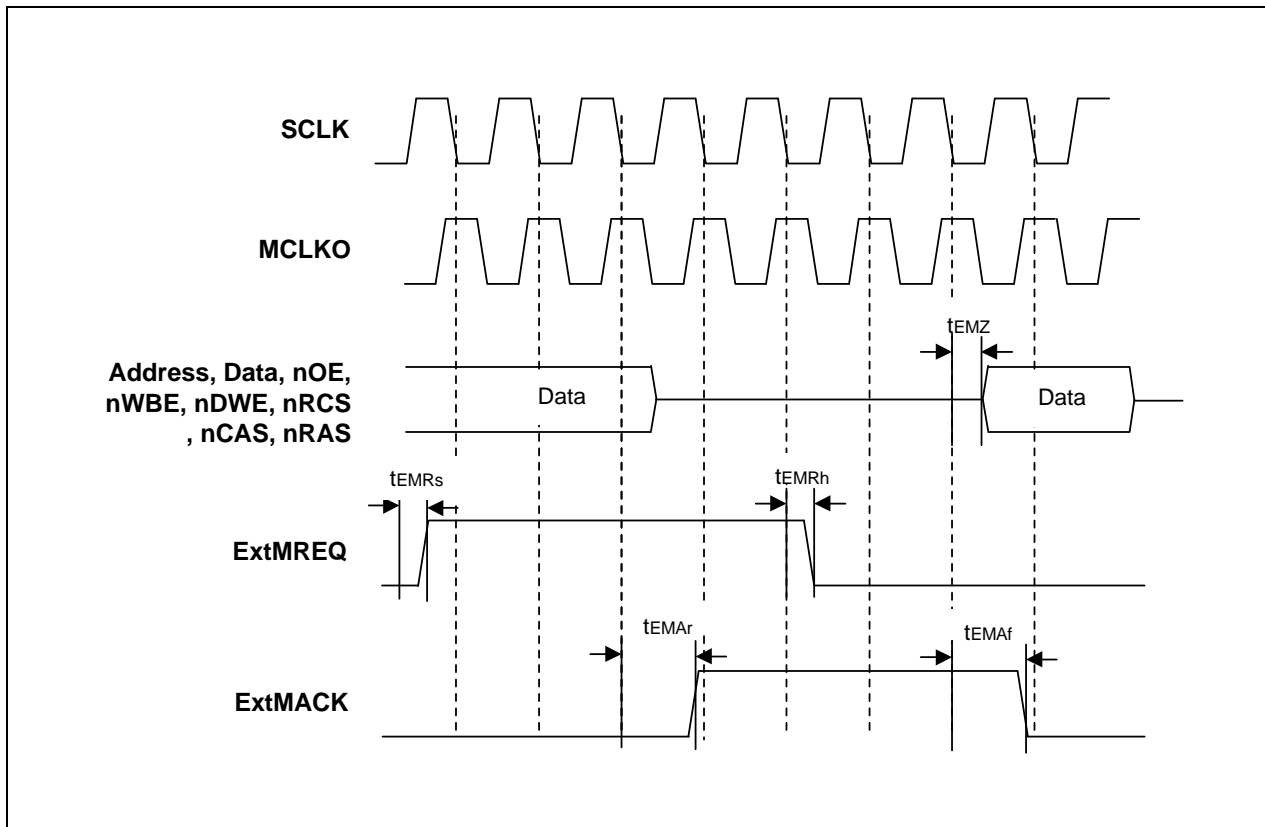 SCLK
MCLKO
tEMZ
Address, Data, nOE,
nWBE, nDWE, nRCS
, nCAS, nRAS
Data
Data
tEMRs
tEMRh
ExtMREQ
tEMAr
tEMAf
ExtMACK